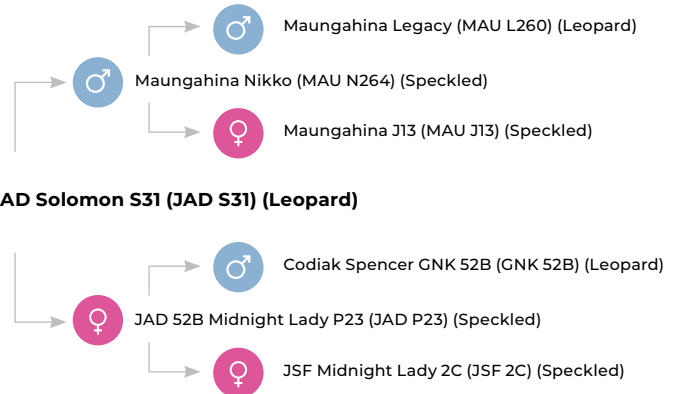 Maungahina Legacy (MAU L260) (Leopard)
Maungahina Nikko (MAU N264) (Speckled)
Maungahina J13 (MAU J13) (Speckled)
AD Solomon S31 (JAD S31) (Leopard)
Codiak Spencer GNK 52B (GNK 52B) (Leopard)
JAD 52B Midnight Lady P23 (JAD P23) (Speckled)
JSF Midnight Lady 2C (JSF 2C) (Speckled)